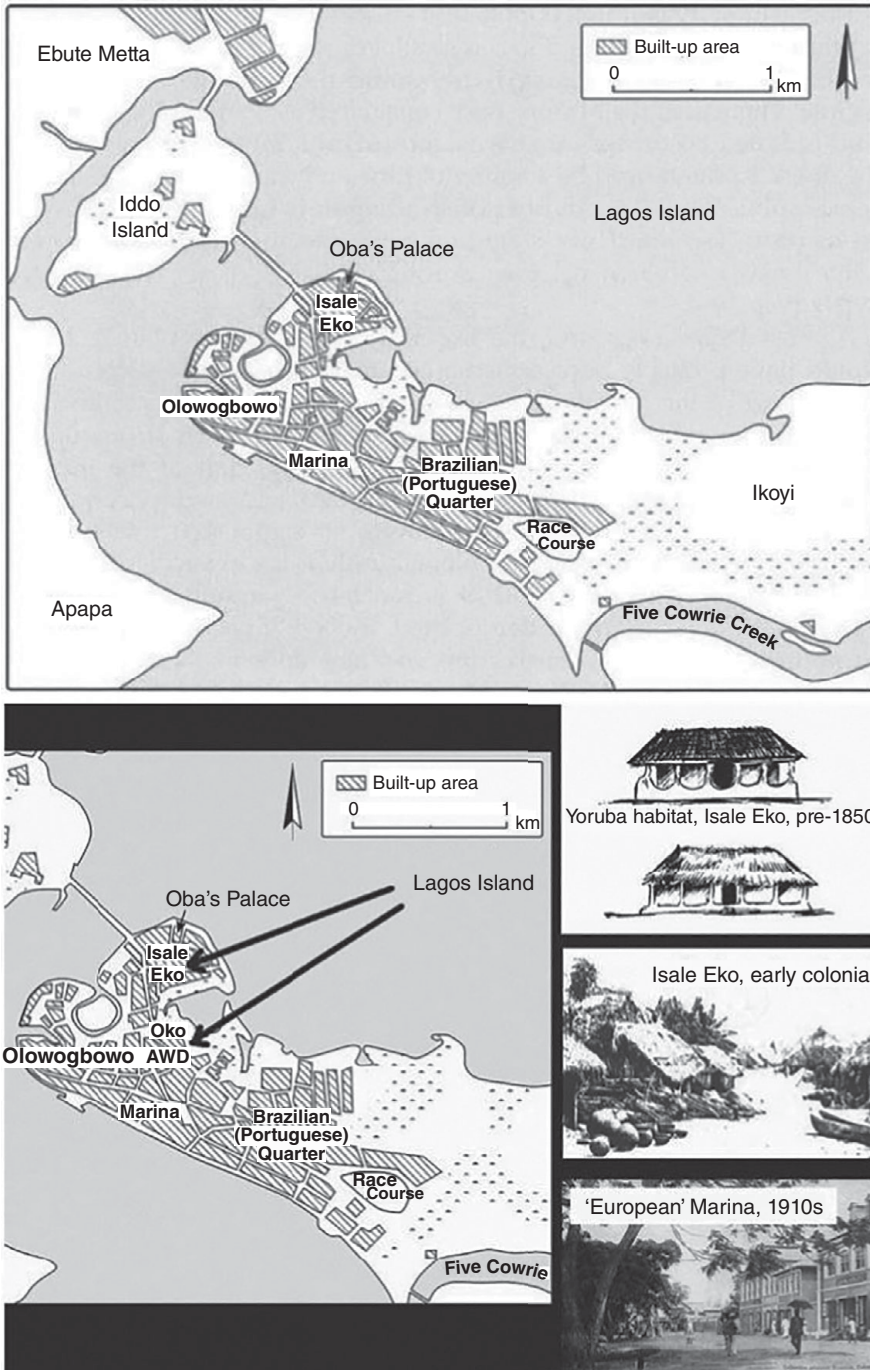 Ebute Metta
Built-up area
0 1
km
Iddo
Island
Lagos Island
Oba's Palace
Isale
Eko
Olowogbowo
Marina
Brazilian
(Portuguese)
Quarter
Ikoyi
Race
Course
Apapa
Five Cowrie Creek
Built-up area
0 1
km
Lagos Island
Oba's Palace
Isale
Eko
Oko
Olowogbowo AWD
Marina
Brazilian
(Portuguese)
Quarter
Race
Course
Five Cowrie
Yoruba habitat, Isale Eko, pre-1850
Isale Eko, early colonia
'European' Marina, 1910s